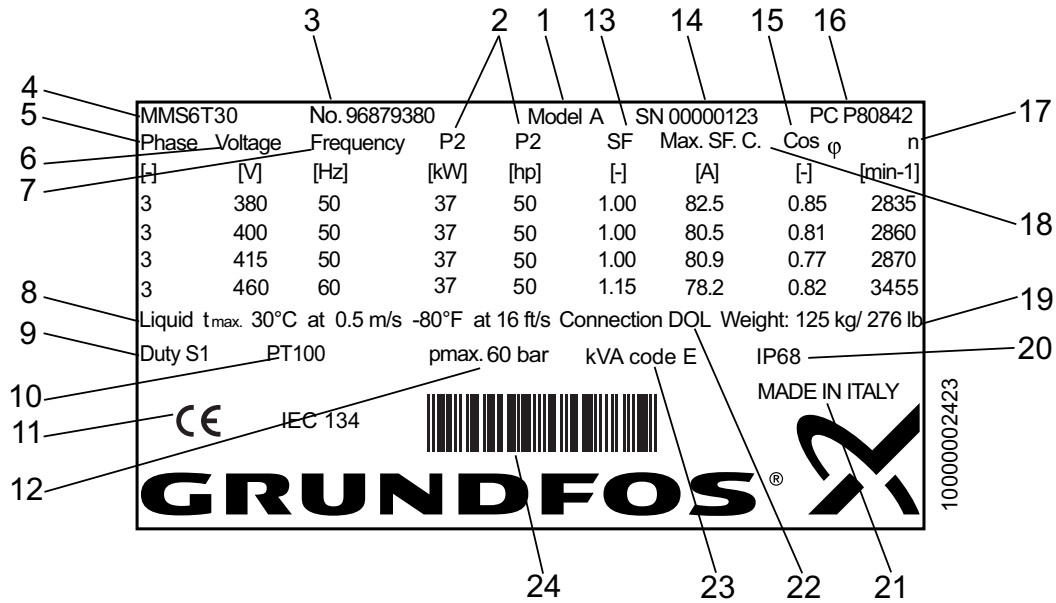 3 2 1 13 14 15 16
4 MMS6T30 No. 96879380 Model A SN 00000123 PC P80842
5 Phase Voltage Frequency P2 P2 SF Max. SF. C. Cos φ n 17
6 [-] [V] [Hz] [kW] [hp] [-] [A] [-] [min-1]
7 3 380 50 37 50 1.00 82.5 0.85 2835
3 400 50 37 50 1.00 80.5 0.81 2860 18
3 415 50 37 50 1.00 80.9 0.77 2870
3 460 60 37 50 1.15 78.2 0.82 3455
8 Liquid tmax. 30°C at 0.5 m/s -80°F at 16 ft/s Connection DOL Weight: 125 kg/ 276 lb 19
9 Duty S1 PT100 pmax. 60 bar kVA code E IP68 20
10 MADE IN ITALY
11 CE IEC 134
12 GRUNDFOS®
10000002423
24 23 22 21